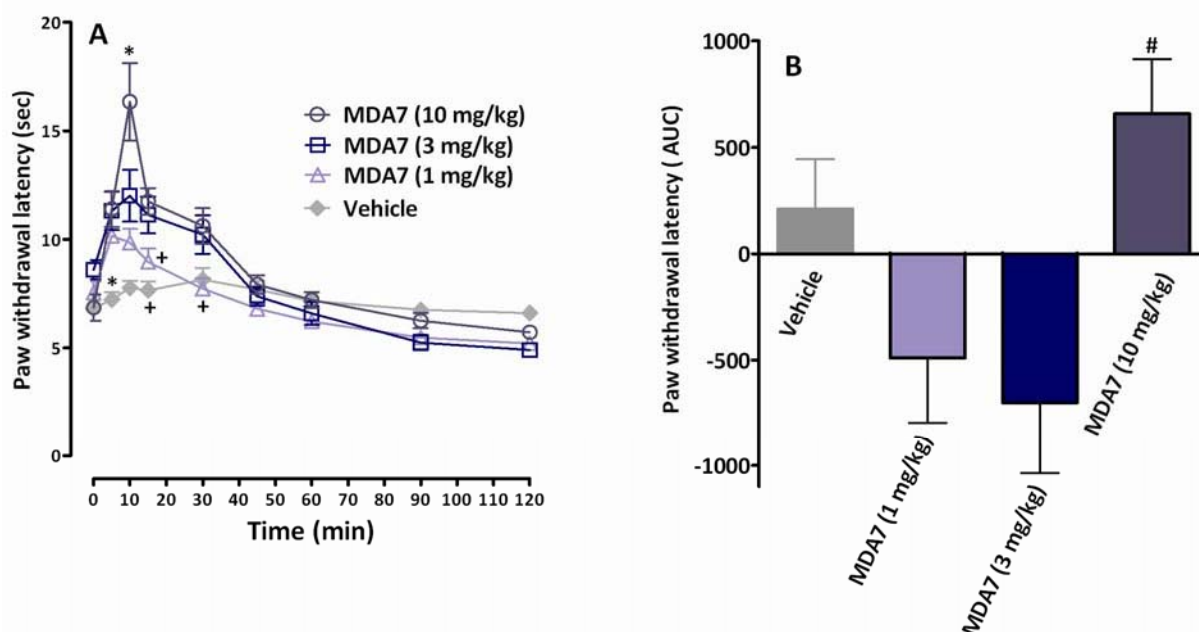 A
Paw withdrawal latency (sec)
20
15
10
5
0
*
*
+
+
+
MDA7 (10 mg/kg)
MDA7 (3 mg/kg)
MDA7 (1 mg/kg)
Vehicle
0 10 20 30 40 50 60 70 80 90 100 110 120
Time (min)
B
Paw withdrawal latency ( AUC)
1000
500
0
-500
-1000
#
Vehicle
MDA7 (1 mg/kg)
MDA7 (3 mg/kg)
MDA7 (10 mg/kg)